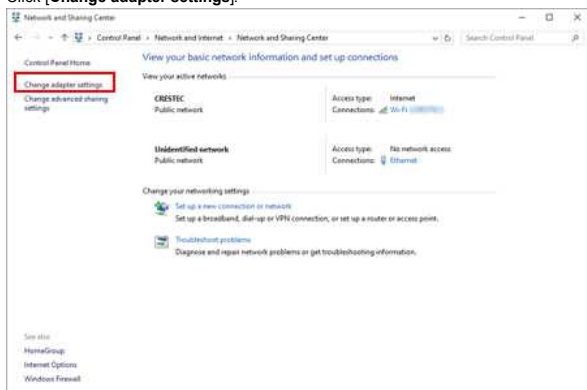 Click [Change adapter settings].
Network and Sharing Center
Control Panel › Network and Internet › Network and Sharing Center
Search Control Panel
Control Panel Home
Change adapter settings
Change advanced sharing
settings
View your basic network information and set up connections
View your active networks
CRESTEC
Public network
Access type: Internet
Connections: Wi-Fi
Unidentified network
Public network
Access type: No network access
Connections: Ethernet
Change your networking settings
Set up a new connection or network
Set up a broadband, dial-up or VPN connection; or set up a router or access point.
Troubleshoot problems
Diagnose and repair network problems or get troubleshooting information.
See also
HomeGroup
Internet Options
Windows Firewall